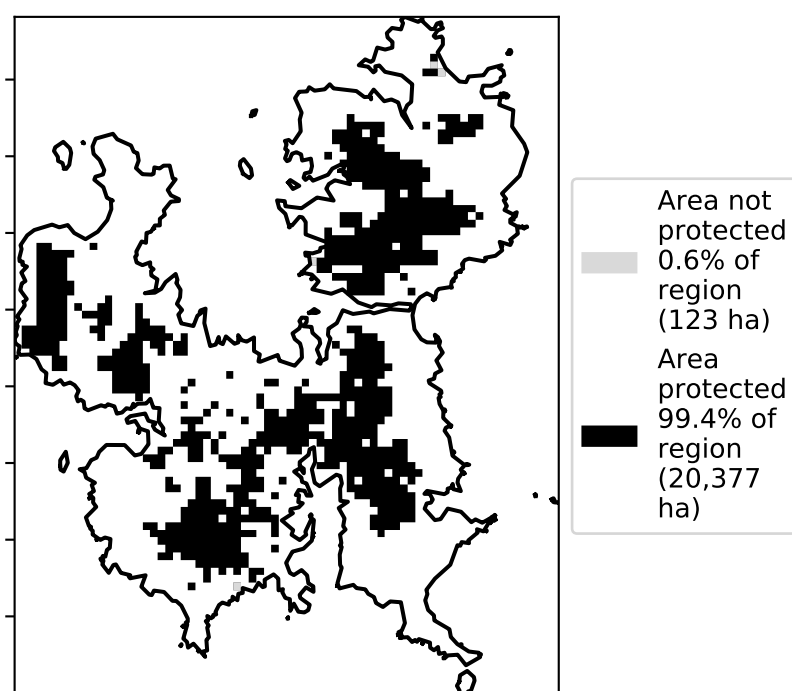 Area not
protected
0.6% of
region
(123 ha)
Area
protected
99.4% of
region
(20,377
ha)